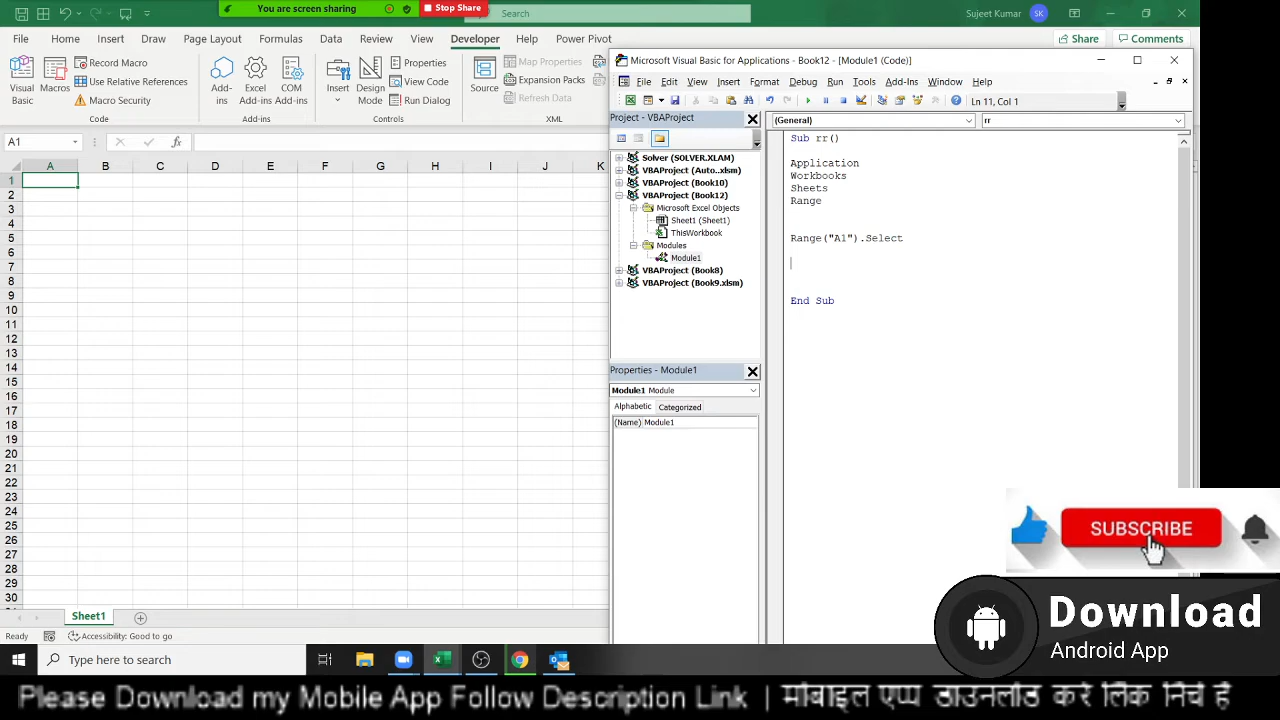 You are screen sharing
Stop Share
Search
Sujeet Kumar
SK
File Home Insert Draw Page Layout Formulas Data Review View Developer Help Power Pivot
Share Comments
Visual Basic
Macros
Record Macro
Use Relative References
Macro Security
Code
Add-ins
Excel Add-ins
COM Add-ins
Add-ins
Insert
Design Mode
Properties
View Code
Run Dialog
Controls
Source
Map Properties
Expansion Packs
Refresh Data
XML
A1
fx
A B C D E F G H I J K
1
2
3
4
5
6
7
8
9
10
11
12
13
14
15
16
17
18
19
20
21
22
23
24
25
26
27
28
29
30
Sheet1
Ready
Accessibility: Good to go
Microsoft Visual Basic for Applications - Book12 - [Module1 (Code)]
File Edit View Insert Format Debug Run Tools Add-Ins Window Help
Ln 11, Col 1
Project - VBAProject
Solver (SOLVER.XLAM)
VBAProject (Auto..xlsm)
VBAProject (Book10)
VBAProject (Book12)
Microsoft Excel Objects
Sheet1 (Sheet1)
ThisWorkbook
Modules
Module1
VBAProject (Book8)
VBAProject (Book9.xlsm)
Properties - Module1
Module1 Module
Alphabetic Categorized
(Name) Module1
(General)
rr
Sub rr()
Application
Workbooks
Sheets
Range
Range("A1").Select
End Sub
SUBSCRIBE
Download
Android App
Type here to search
Please Download my Mobile App Follow Description Link | मोबाइल एप्प डाउनलोड करे लिंक निचे है